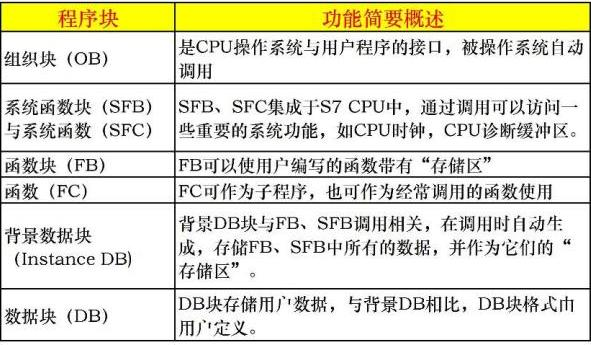 程序块
功能简要概述
组织块（OB）
是CPU操作系统与用户程序的接口，被操作系统自动
调用
系统函数块（SFB）
与系统函数（SFC）
SFB、SFC集成于S7 CPU中，通过调用可以访问一
些重要的系统功能，如CPU时钟，CPU诊断缓冲区。
函数块（FB）
FB可以使用户编写的函数带有“存储区”
函数（FC）
FC可作为子程序，也可作为经常调用的函数使用
背景数据块
（Instance DB）
背景DB块与FB、SFB调用相关，在调用时自动生
成，存储FB、SFB中所有的数据，并作为它们的“
存储区”。
数据块（DB）
DB块存储用户数据，与背景DB相比，DB块格式由
用户定义。